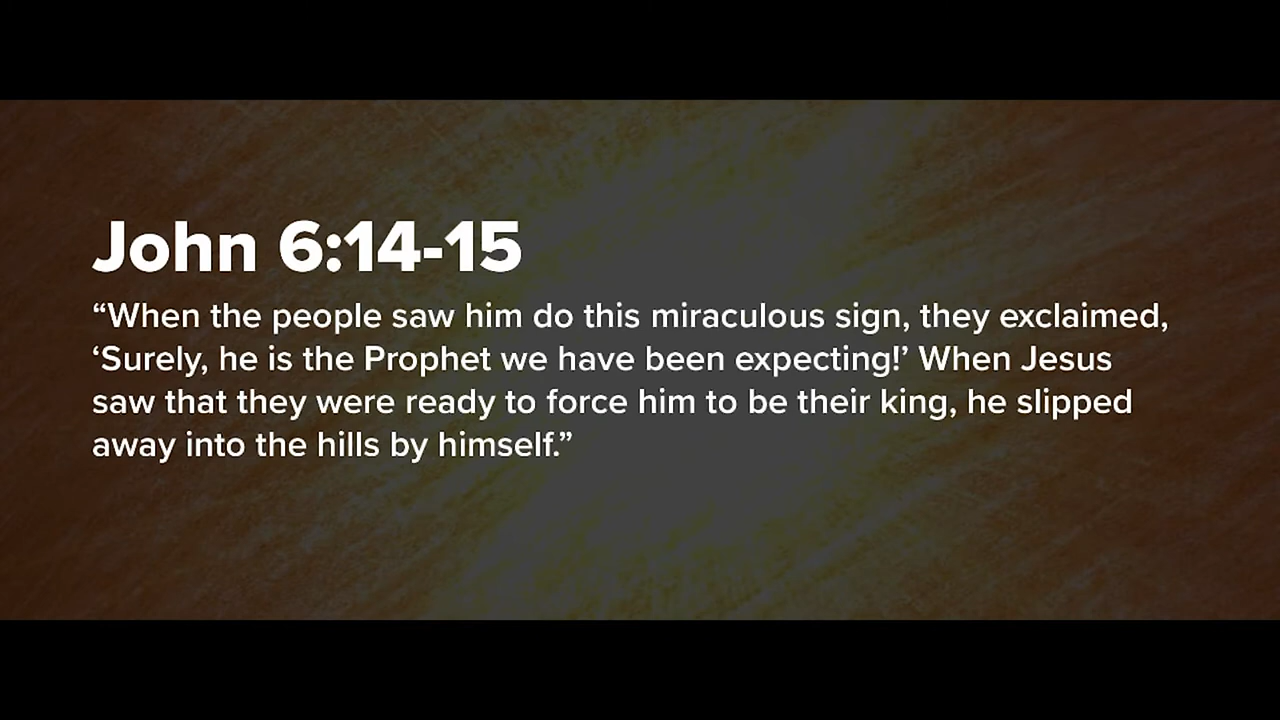 John 6:14-15
“When the people saw him do this miraculous sign, they exclaimed,
‘Surely, he is the Prophet we have been expecting!’ When Jesus
saw that they were ready to force him to be their king, he slipped
away into the hills by himself.”